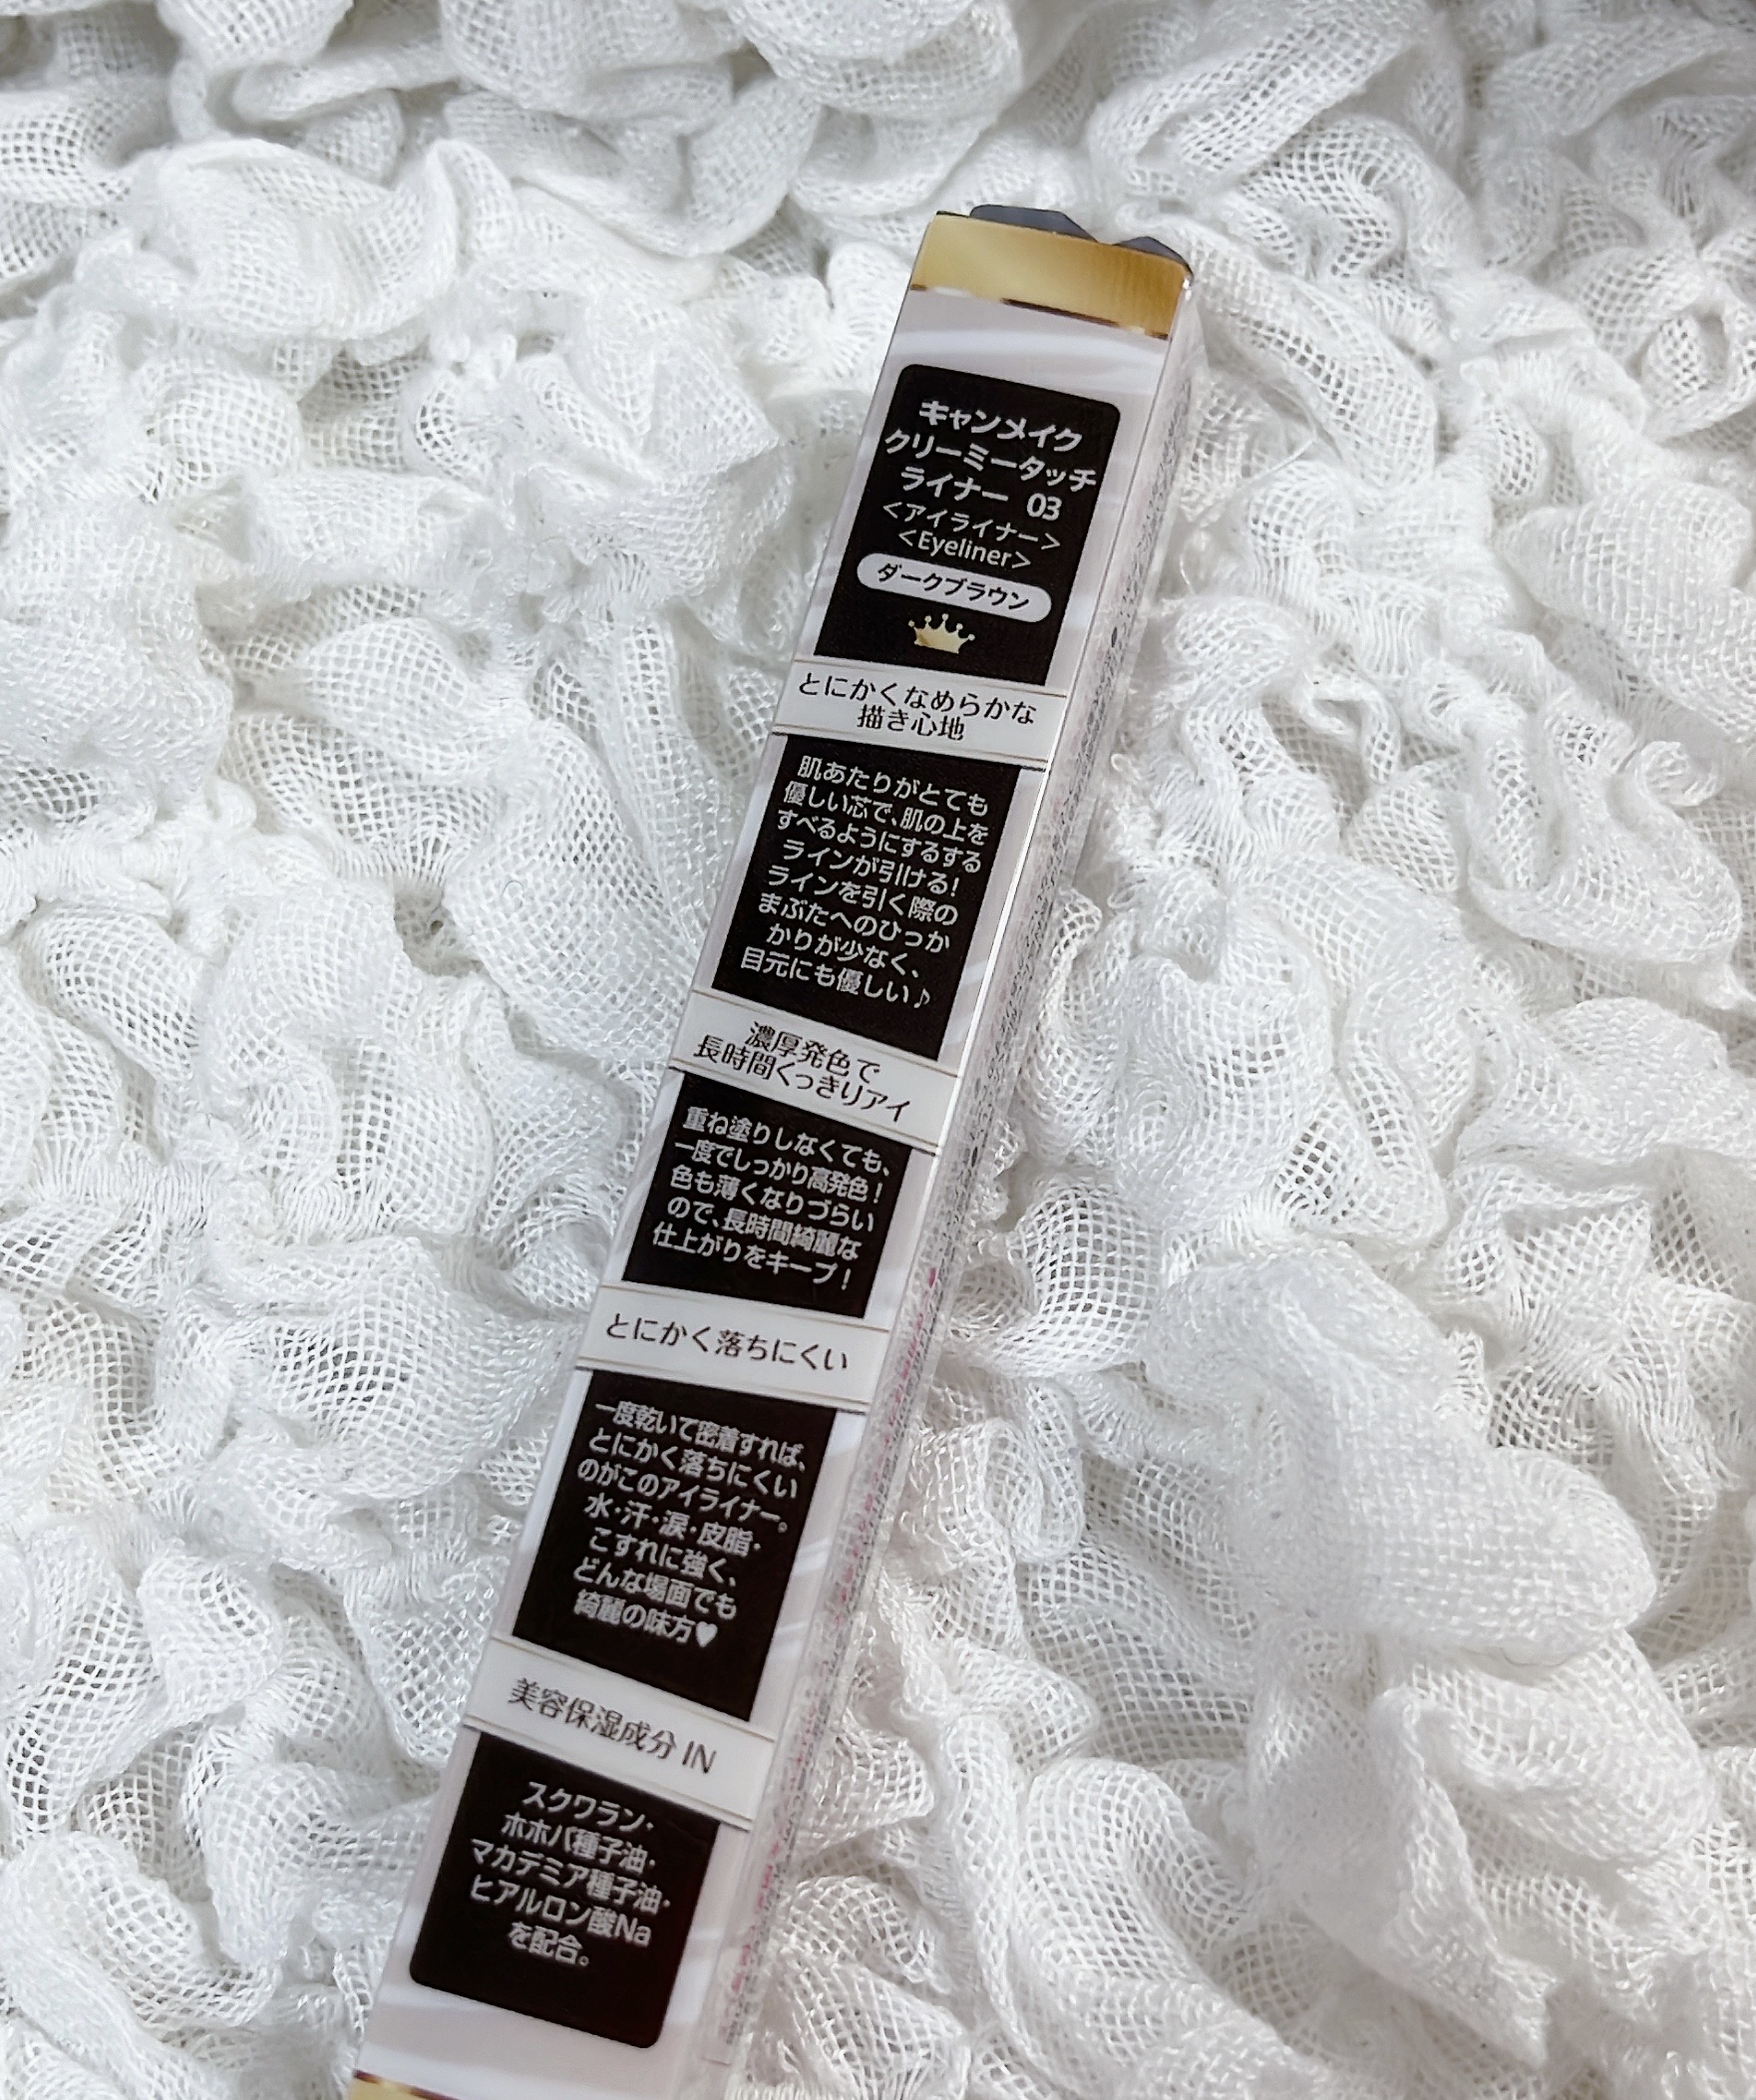 キャンメイク
クリーミータッチ
ライナー 03
<アイライナー>
<Eyeliner>
ダークブラウン
とにかくなめらかな
描き心地
肌あたりがとても
優しい芯で、肌の上を
すべるようにするする
ラインが引ける!
ラインを引く際の
まぶたへのひっか
かりが少なく、
目元にも優しい♪
濃厚発色で
長時間くっきりアイ
重ね塗りしなくても、
一度でしっかり高発色!
色も薄くなりづらい
ので、長時間綺麗な
仕上がりをキープ!
とにかく落ちにくい
一度乾いて密着すれば、
とにかく落ちにくい
のがこのアイライナー。
水・汗・涙・皮脂・
こすれに強く、
どんな場面でも
綺麗の味方♥
美容保湿成分 IN
スクワラン・
ホホバ種子油・
マカデミア種子油・
ヒアルロン酸Na
を配合。